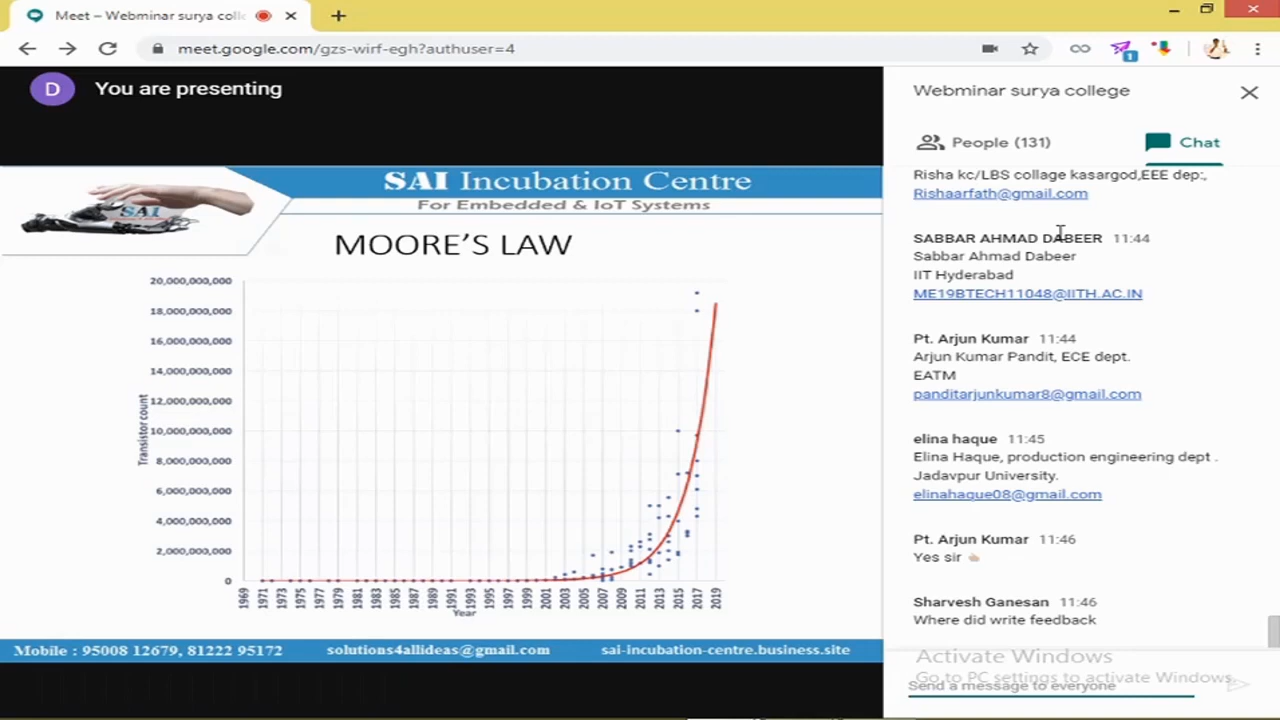 Meet – Webminar surya coll
meet.google.com/gzs-wirf-egh?authuser=4
1
D
You are presenting
Webminar surya college
People (131)
Chat
SAI
SAI Incubation Centre
For Embedded & IoT Systems
MOORE'S LAW
20,000,000,000
18,000,000,000
16,000,000,000
14,000,000,000
12,000,000,000
10,000,000,000
8,000,000,000
6,000,000,000
4,000,000,000
2,000,000,000
0
Transistor count
1969 1971 1973 1975 1977 1979 1981 1983 1985 1987 1989 1991 1993 1995 1997 1999 2001 2003 2005 2007 2009 2011 2013 2015 2017 2019
Year
Mobile : 95008 12679, 81222 95172
solutions4allideas@gmail.com
sai-incubation-centre.business.site
Risha kc/LBS collage kasargod,EEE dep:,
Rishaarfath@gmail.com
SABBAR AHMAD DABEER 11:44
Sabbar Ahmad Dabeer
IIT Hyderabad
ME19BTECH11048@IITH.AC.IN
Pt. Arjun Kumar 11:44
Arjun Kumar Pandit, ECE dept.
EATM
panditarjunkumar8@gmail.com
elina haque 11:45
Elina Haque, production engineering dept .
Jadavpur University.
elinahaque08@gmail.com
Pt. Arjun Kumar 11:46
Yes sir
Sharvesh Ganesan 11:46
Where did write feedback
Activate Windows
Go to PC settings to activate Windows.
Send a message to everyone